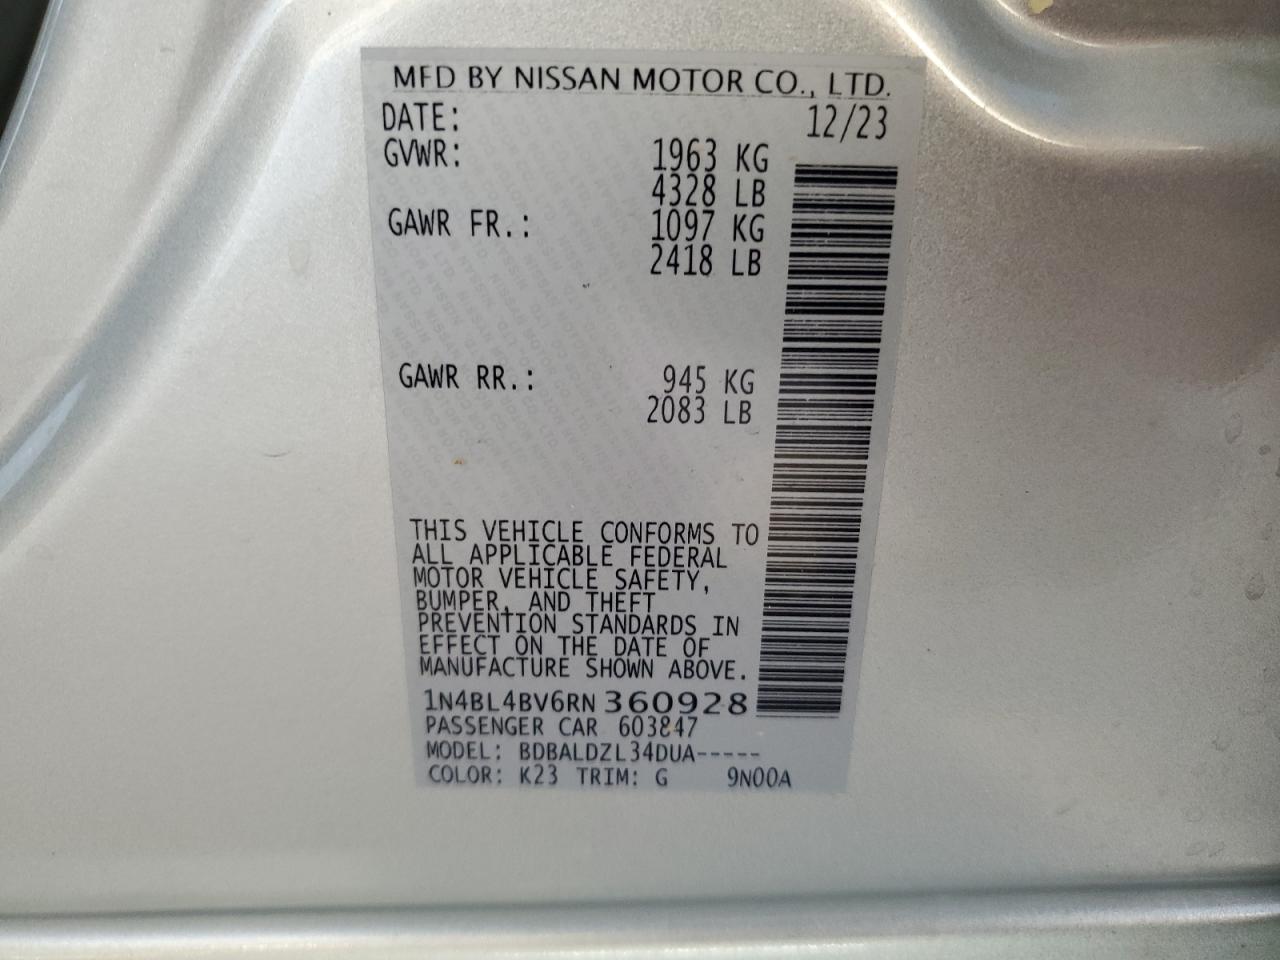 MFD BY NISSAN MOTOR CO., LTD.
DATE: 12/23
GVWR: 1963 KG
4328 LB
GAWR FR.: 1097 KG
2418 LB
GAWR RR.: 945 KG
2083 LB
THIS VEHICLE CONFORMS TO
ALL APPLICABLE FEDERAL
MOTOR VEHICLE SAFETY,
BUMPER, AND THEFT
PREVENTION STANDARDS IN
EFFECT ON THE DATE OF
MANUFACTURE SHOWN ABOVE.
1N4BL4BV6RN360928
PASSENGER CAR 603847
MODEL: BDBALDZL34DUA-----
COLOR: K23 TRIM: G 9N00A